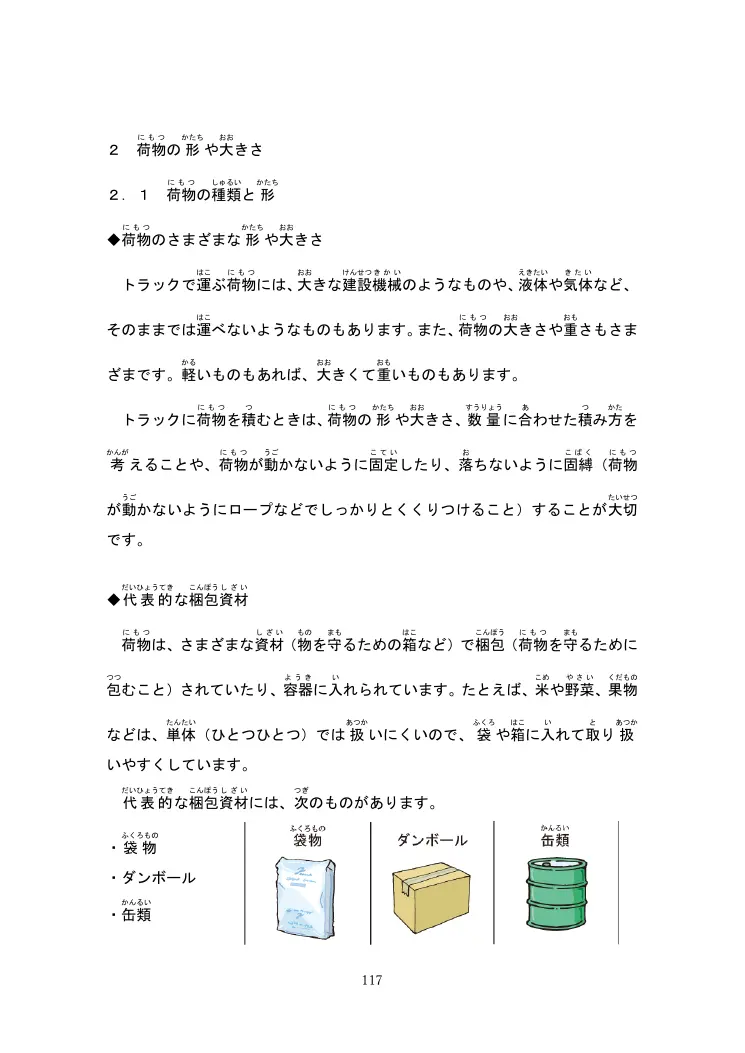 ２　荷物の形や大きさ
２．１　荷物の種類と形
◆荷物のさまざまな形や大きさ
トラックで運ぶ荷物には、大きな建設機械のようなものや、液体や気体など、
そのままでは運べないようなものもあります。また、荷物の大きさや重さもさま
ざまです。軽いものもあれば、大きくて重いものもあります。
トラックに荷物を積むときは、荷物の形や大きさ、数量に合わせた積み方を
考えることや、荷物が動かないように固定したり、落ちないように固縛（荷物
が動かないようにロープなどでしっかりとくくりつけること）することが大切
です。
◆代表的な梱包資材
荷物は、さまざまな資材（物を守るための箱など）で梱包（荷物を守るために
包むこと）されていたり、容器に入れられています。たとえば、米や野菜、果物
などは、単体（ひとつひとつ）では扱いにくいので、袋や箱に入れて取り扱
いやすくしています。
代表的な梱包資材には、次のものがあります。
・袋物
・ダンボール
・缶類
袋物
ダンボール
缶類
117